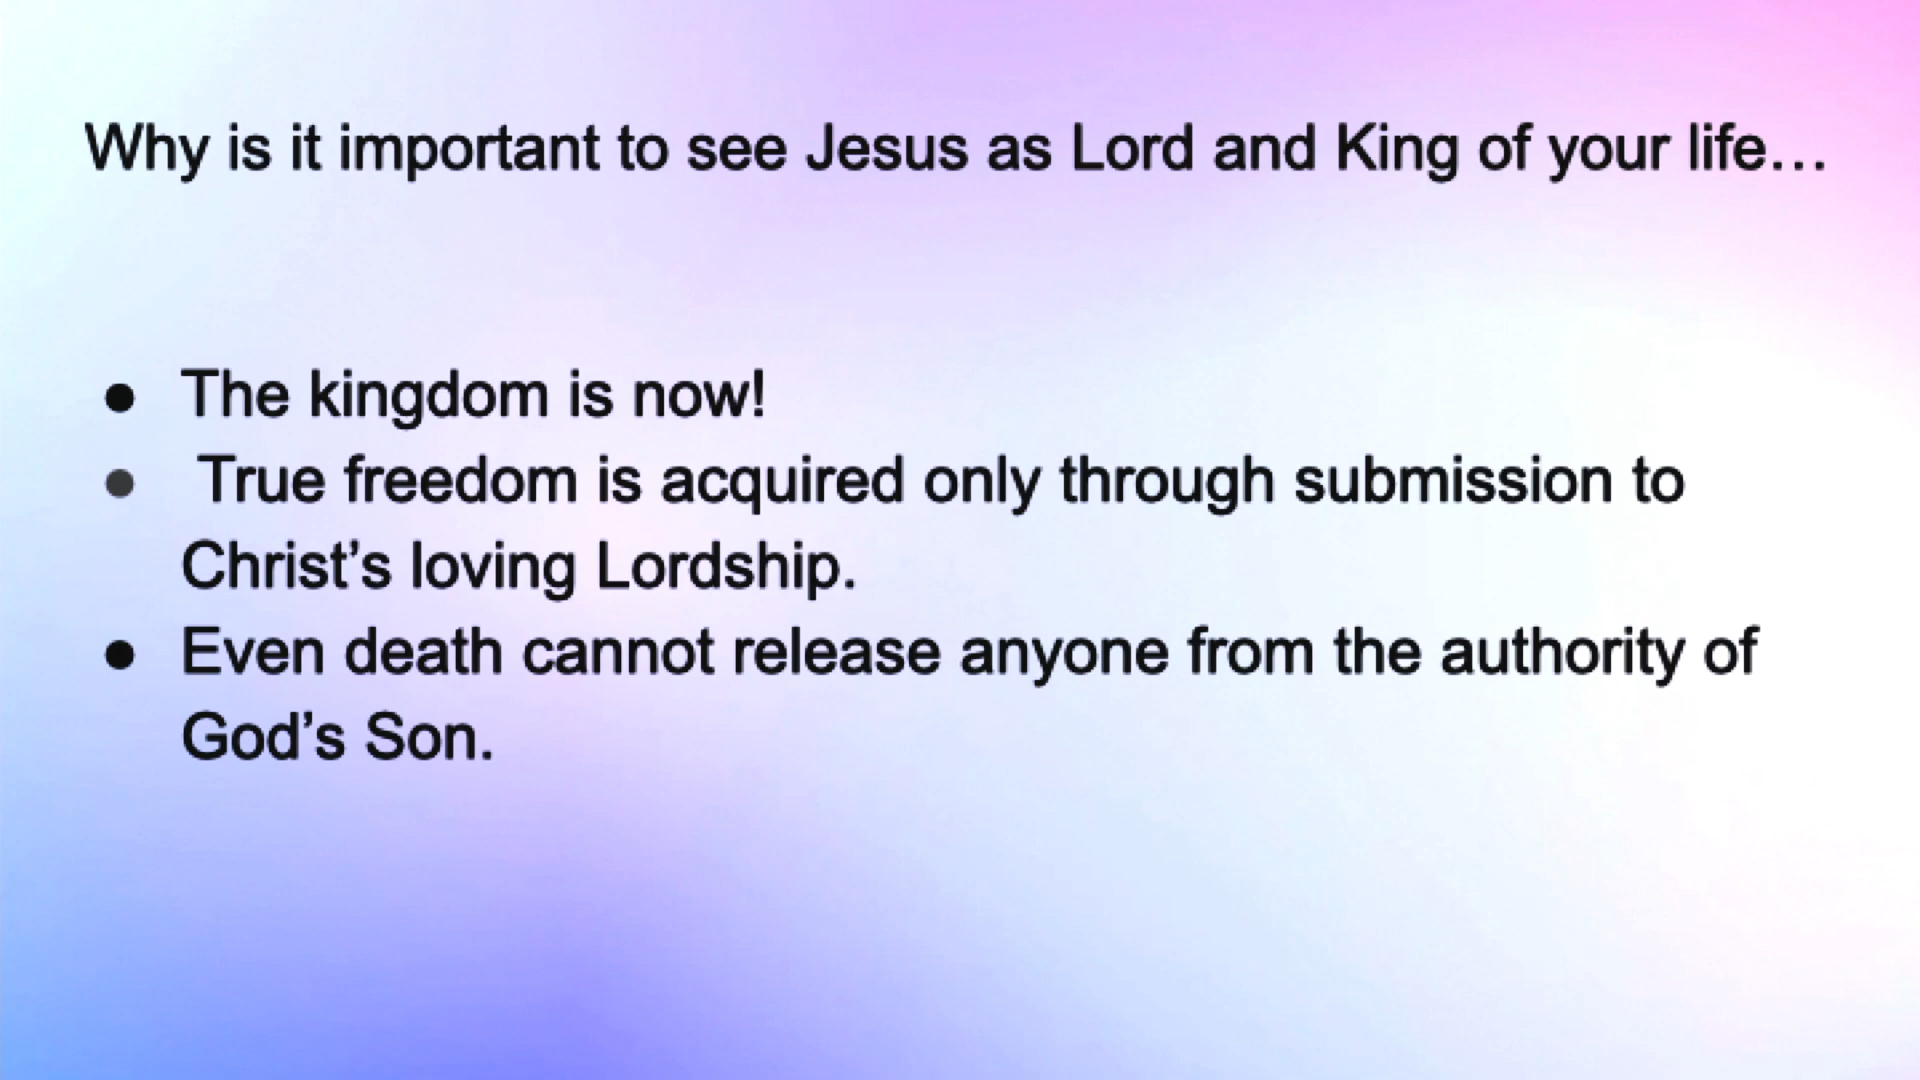 Why is it important to see Jesus as Lord and King of your life…
● The kingdom is now!
● True freedom is acquired only through submission to
Christ’s loving Lordship.
● Even death cannot release anyone from the authority of
God’s Son.